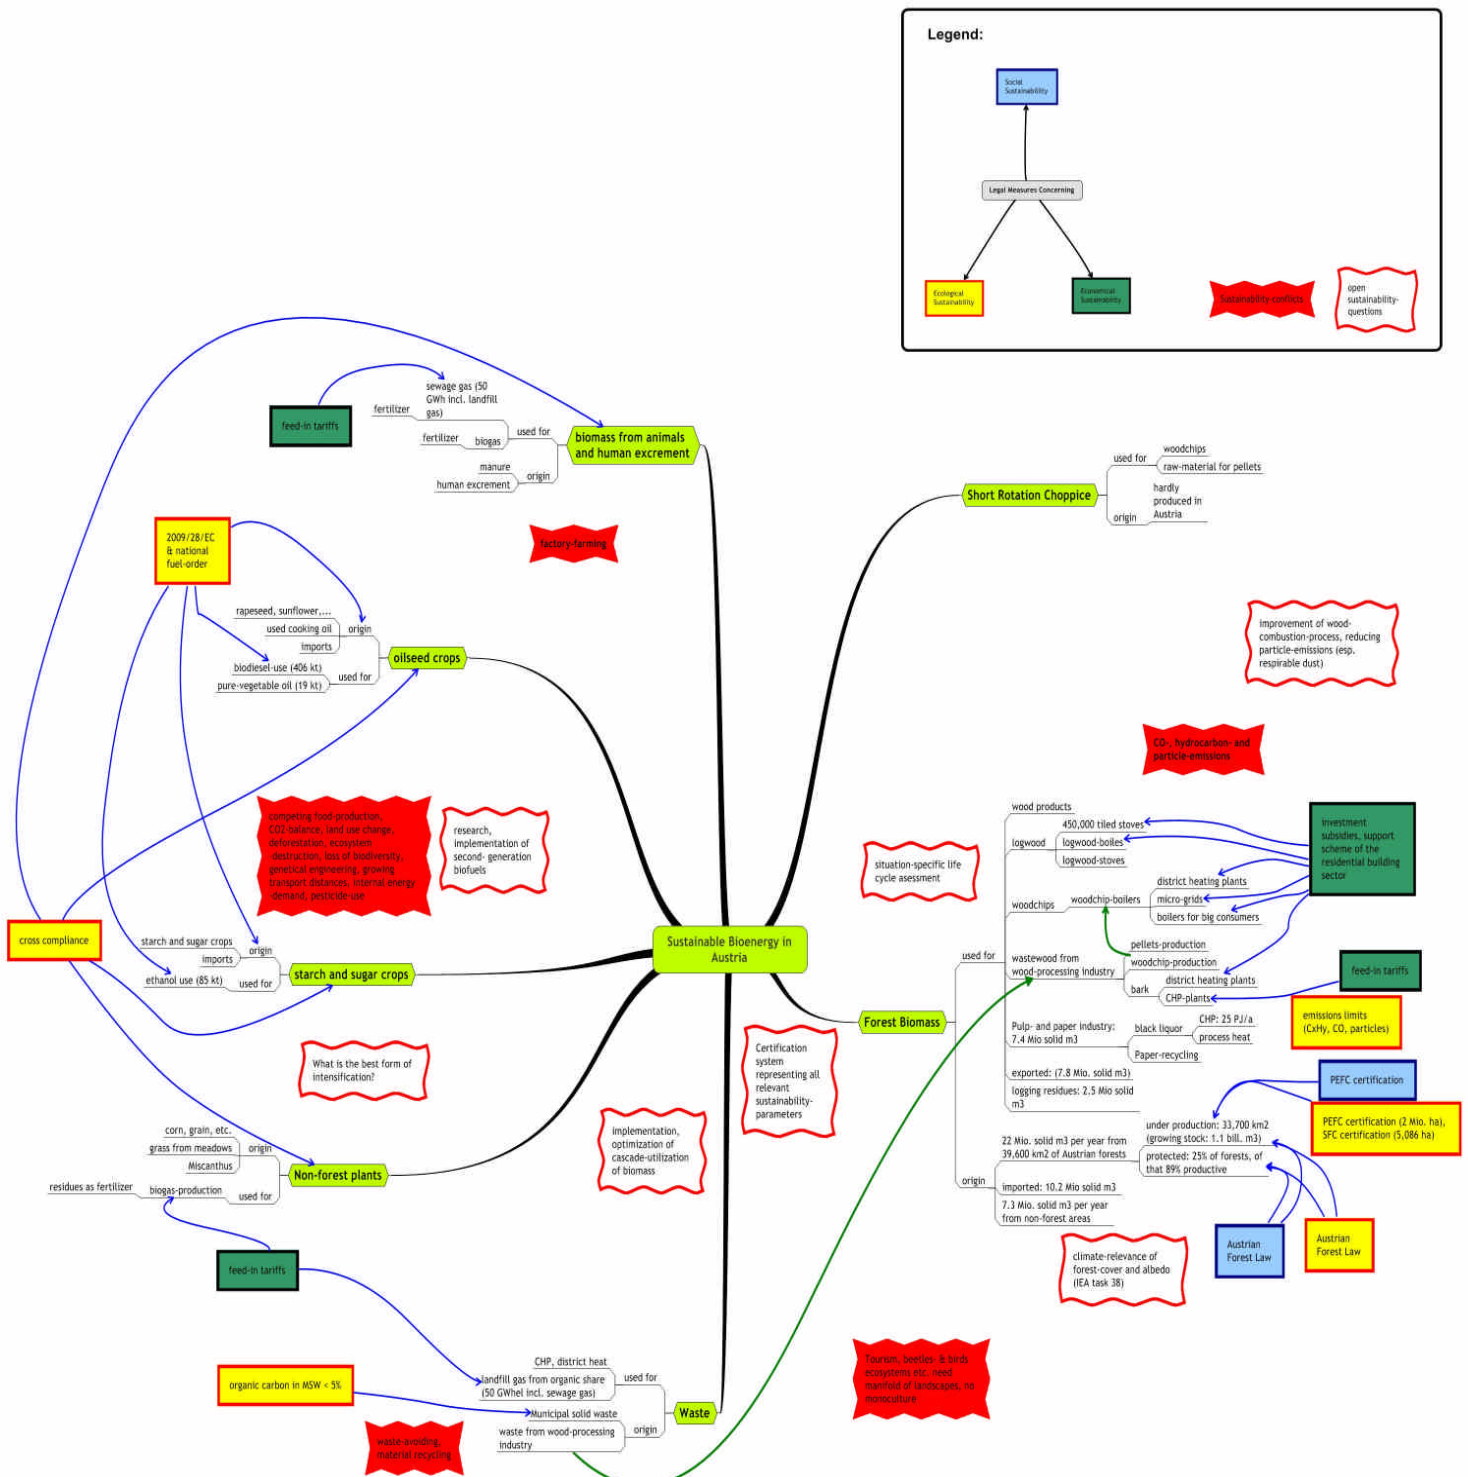 Legend:
Social
Sustainability
Legal Measures Concerning
Ecological
Sustainability
Economical
Sustainability
Sustainability-conflicts
open
sustainability-
questions
sewage gas (50
GWh incl. landfill
gas)
fertilizer
feed-in tariffs
fertilizer
biogas
used for
biomass from animals
and human excrement
manure
human excrement
origin
woodchips
used for
raw-material for pellets
Short Rotation Choppice
hardly
produced in
Austria
origin
factory-farming
2009/28/EC
& national
fuel-order
rapeseed, sunflower,...
used cooking oil
origin
imports
oilseed crops
biodiesel-use (406 kt)
pure-vegetable oil (19 kt)
used for
improvement of wood-
combustion-process, reducing
particle-emissions (esp.
respirable dust)
CO-, hydrocarbon- and
particle-emissions
competing food-production,
CO2-balance, land use change,
deforestation, ecosystem
-destruction, loss of biodiversity,
genetical engineering, growing
transport distances, internal energy
-demand, pesticide-use
research,
implementation of
second- generation
biofuels
situation-specific life
cycle asessment
wood products
450,000 tiled stoves
logwood
logwood-boiles
logwood-stoves
investment
subsidies, support
scheme of the
residential building
sector
district heating plants
woodchips
woodchip-boilers
micro-grids
boilers for big consumers
cross compliance
starch and sugar crops
origin
imports
starch and sugar crops
ethanol use (85 kt)
used for
Sustainable Bioenergy in
Austria
used for
wastewood from
wood-processing industry
pellets-production
woodchip-production
bark
district heating plants
CHP-plants
feed-in tariffs
emissions limits
(CxHy, CO, particles)
Forest Biomass
Pulp- and paper industry:
7.4 Mio solid m3
black liquor
CHP: 25 PJ/a
process heat
Paper-recycling
exported: (7.8 Mio. solid m3)
logging residues: 2.5 Mio solid
m3
What is the best form of
intensification?
Certification
system
representing all
relevant
sustainability-
parameters
PEFC certification
PEFC certification (2 Mio. ha),
SFC certification (5,086 ha)
implementation,
optimization of
cascade-utilization
of biomass
under production: 33,700 km2
(growing stock: 1.1 bill. m3)
22 Mio. solid m3 per year from
39,600 km2 of Austrian forests
protected: 25% of forests, of
that 89% productive
origin
imported: 10.2 Mio solid m3
7.3 Mio. solid m3 per year
from non-forest areas
corn, grain, etc.
grass from meadows
origin
Miscanthus
Non-forest plants
residues as fertilizer
biogas-production
used for
climate-relevance of
forest-cover and albedo
(IEA task 38)
Austrian
Forest Law
Austrian
Forest Law
feed-in tariffs
Tourism, beetles- & birds
ecosystems etc. need
manifold of landscapes, no
monoculture
organic carbon in MSW < 5%
CHP, district heat
landfill gas from organic share
(50 GWhel incl. sewage gas)
used for
Waste
Municipal solid waste
waste from wood-processing
industry
origin
waste-avoiding,
material recycling